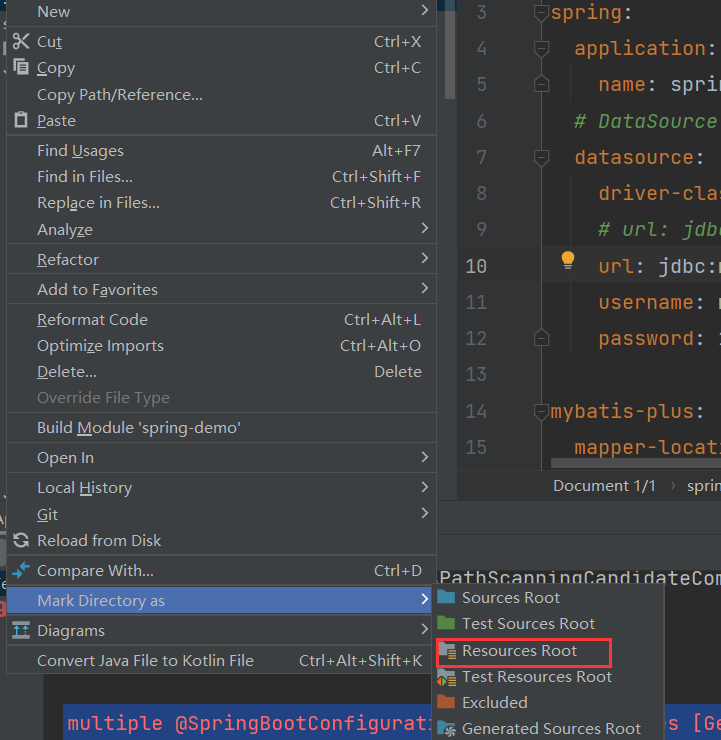 New
Cut Ctrl+X
Copy Ctrl+C
Copy Path/Reference...
Paste Ctrl+V
Find Usages Alt+F7
Find in Files... Ctrl+Shift+F
Replace in Files... Ctrl+Shift+R
Analyze
Refactor
Add to Favorites
Reformat Code Ctrl+Alt+L
Optimize Imports Ctrl+Alt+O
Delete... Delete
Override File Type
Build Module 'spring-demo'
Open In
Local History
Git
Reload from Disk
Compare With... Ctrl+D
Mark Directory as
Diagrams
Convert Java File to Kotlin File Ctrl+Alt+Shift+K
3 spring:
4 application:
5 name: sprin
6 # DataSource
7 datasource:
8 driver-clas
9 # url: jdbc
10 url: jdbc:
11 username:
12 password:
13
14 mybatis-plus:
15 mapper-locati
Document 1/1 › sprin
PathScanningCandidateCom
Sources Root
Test Sources Root
Resources Root
Test Resources Root
Excluded
Generated Sources Root
multiple @SpringBootConfigurati s [Ge